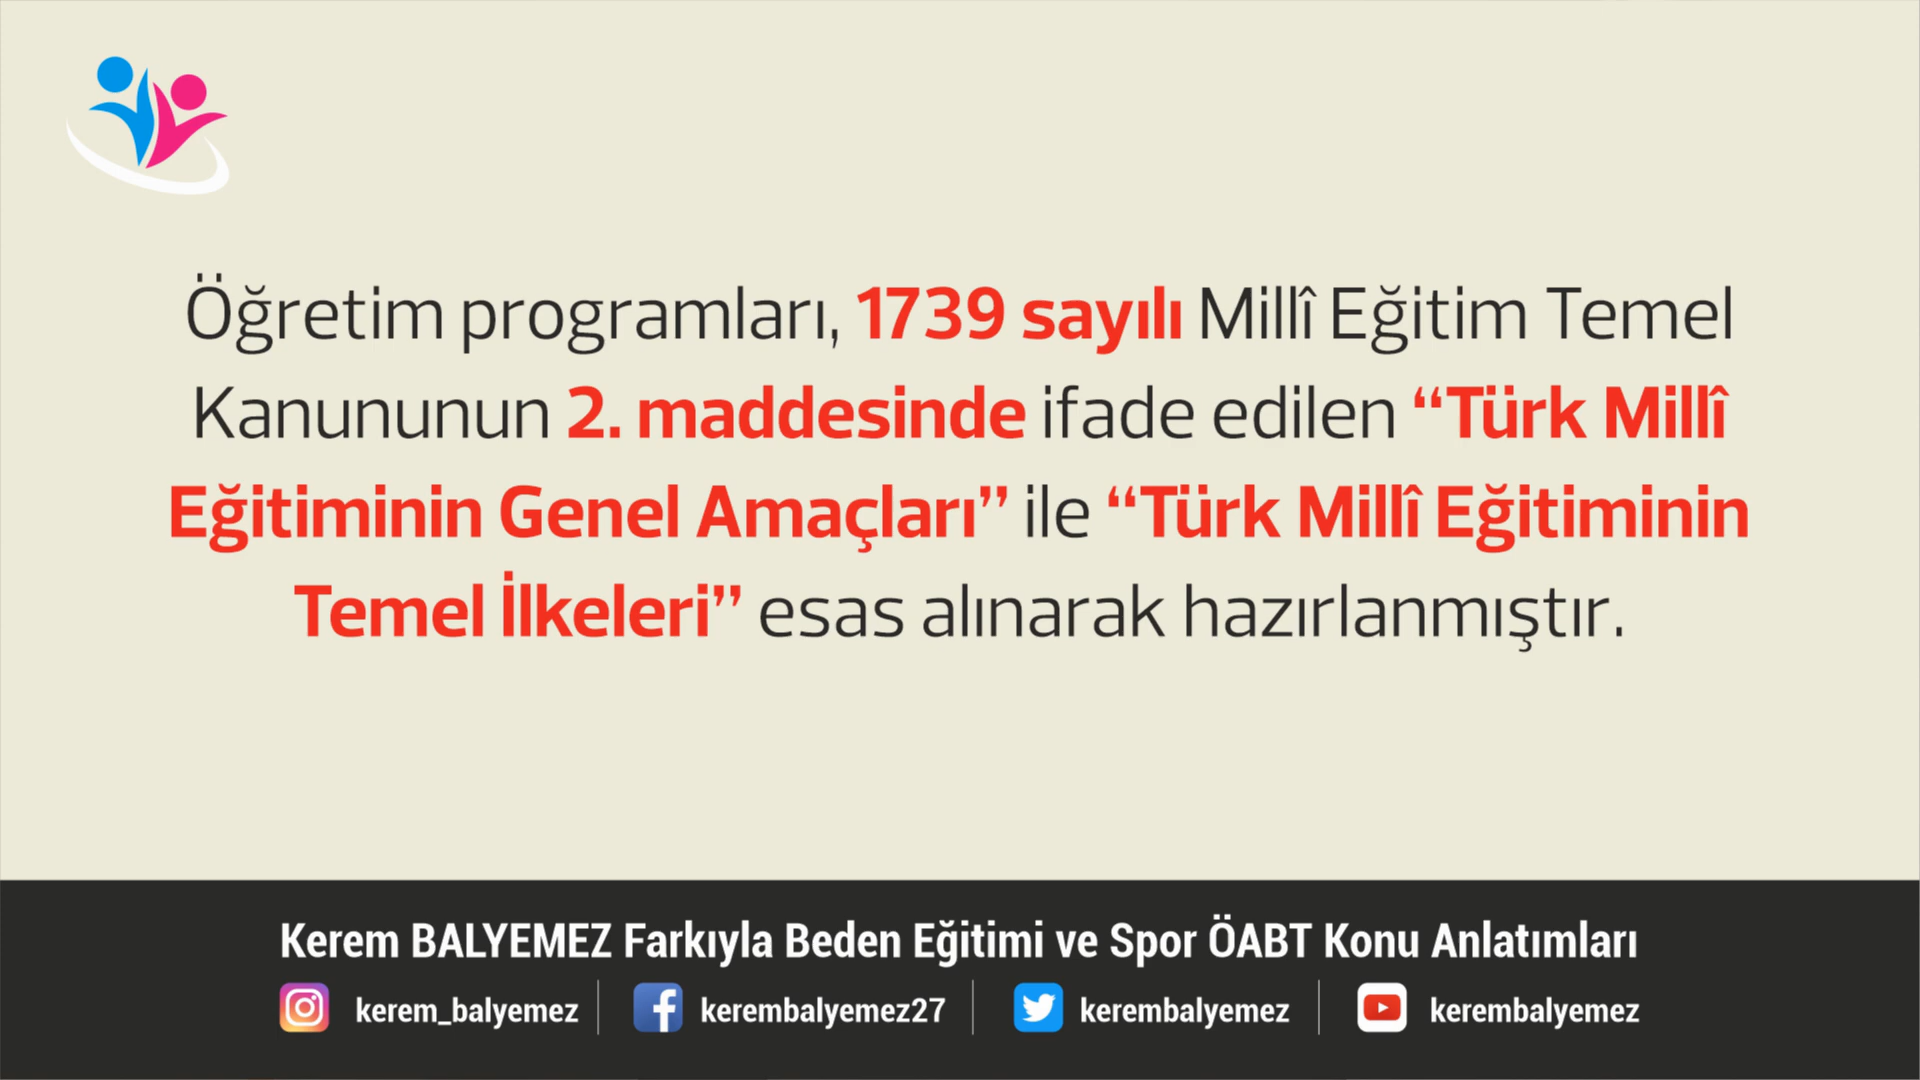 Öğretim programları, 1739 sayılı Millî Eğitim Temel
Kanununun 2. maddesinde ifade edilen “Türk Millî
Eğitiminin Genel Amaçları” ile “Türk Millî Eğitiminin
Temel İlkeleri” esas alınarak hazırlanmıştır.
Kerem BALYEMEZ Farkıyla Beden Eğitimi ve Spor ÖABT Konu Anlatımları
kerem_balyemez kerembalyemez27 kerembalyemez kerembalyemez